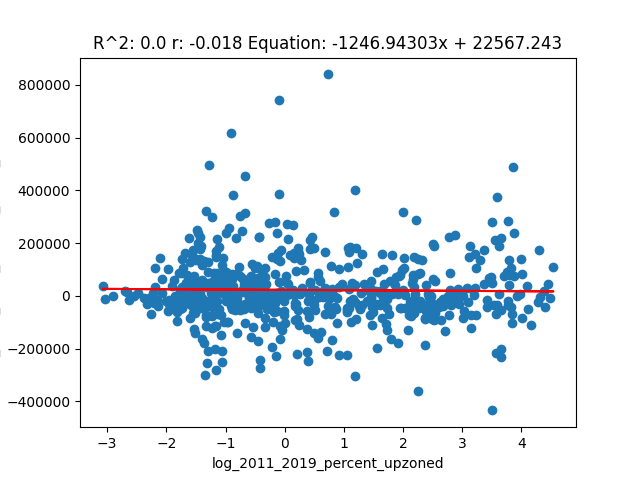 R^2: 0.0 r: -0.018 Equation: -1246.94303x + 22567.243
800000
600000
400000
200000
0
−200000
−400000
−3 −2 −1 0 1 2 3 4
log_2011_2019_percent_upzoned